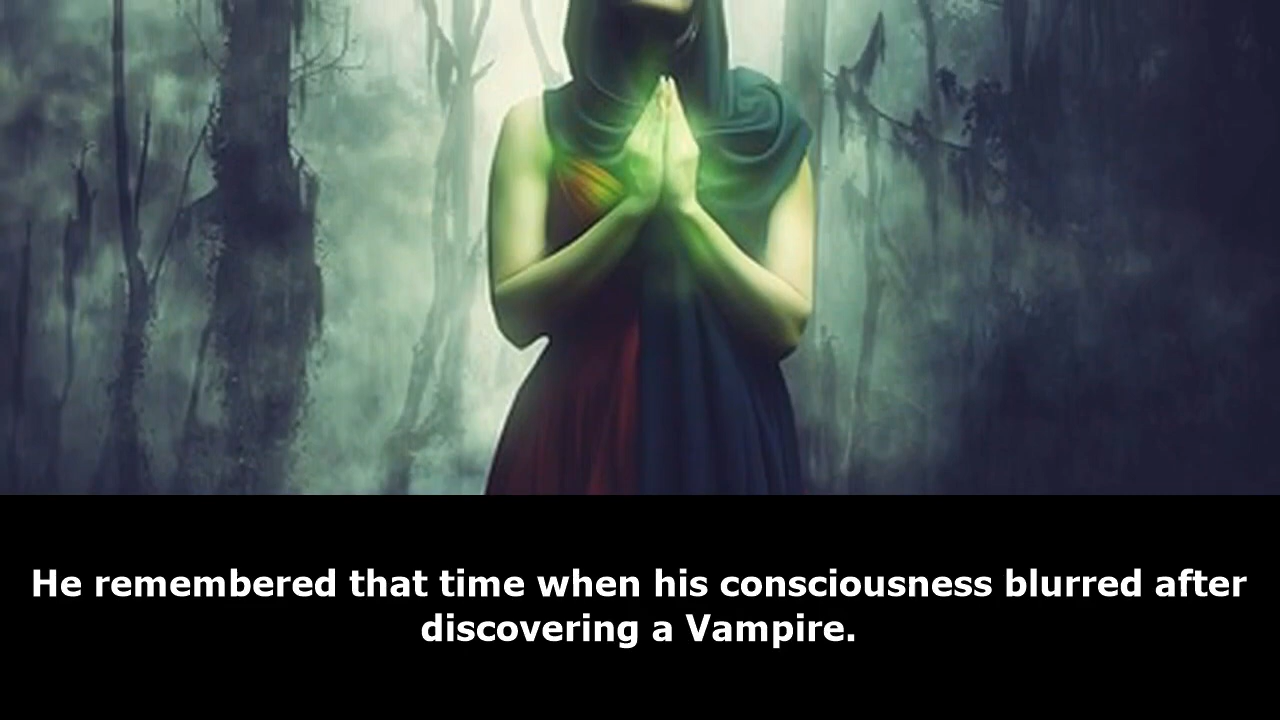 He remembered that time when his consciousness blurred after
discovering a Vampire.